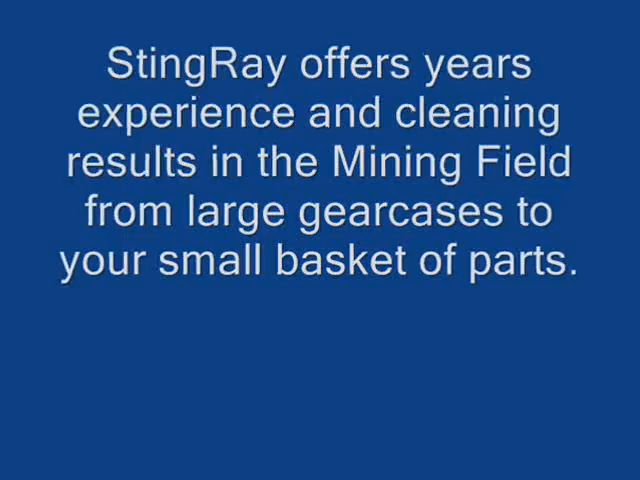 StingRay offers years
experience and cleaning
results in the Mining Field
from large gearcases to
your small basket of parts.